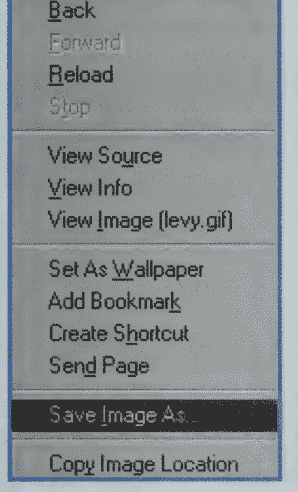 Back
Forward
Reload
Stop
View Source
View Info
View Image (levy.gif)
Set As Wallpaper
Add Bookmark
Create Shortcut
Send Page
Save Image As...
Copy Image Location